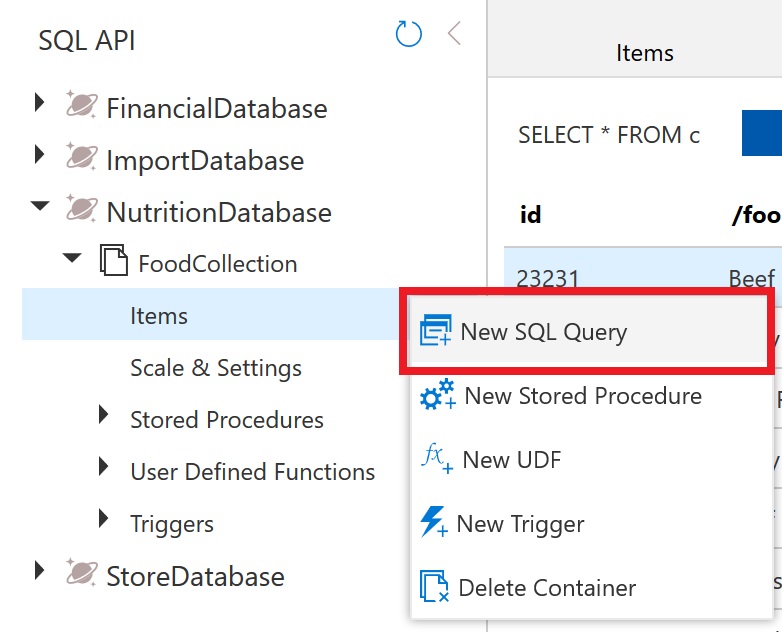 SQL API
FinancialDatabase
ImportDatabase
NutritionDatabase
FoodCollection
Items
Scale & Settings
Stored Procedures
User Defined Functions
Triggers
StoreDatabase
Items
SELECT * FROM c
id /foo
23231 Beef
New SQL Query
New Stored Procedure
New UDF
New Trigger
Delete Container